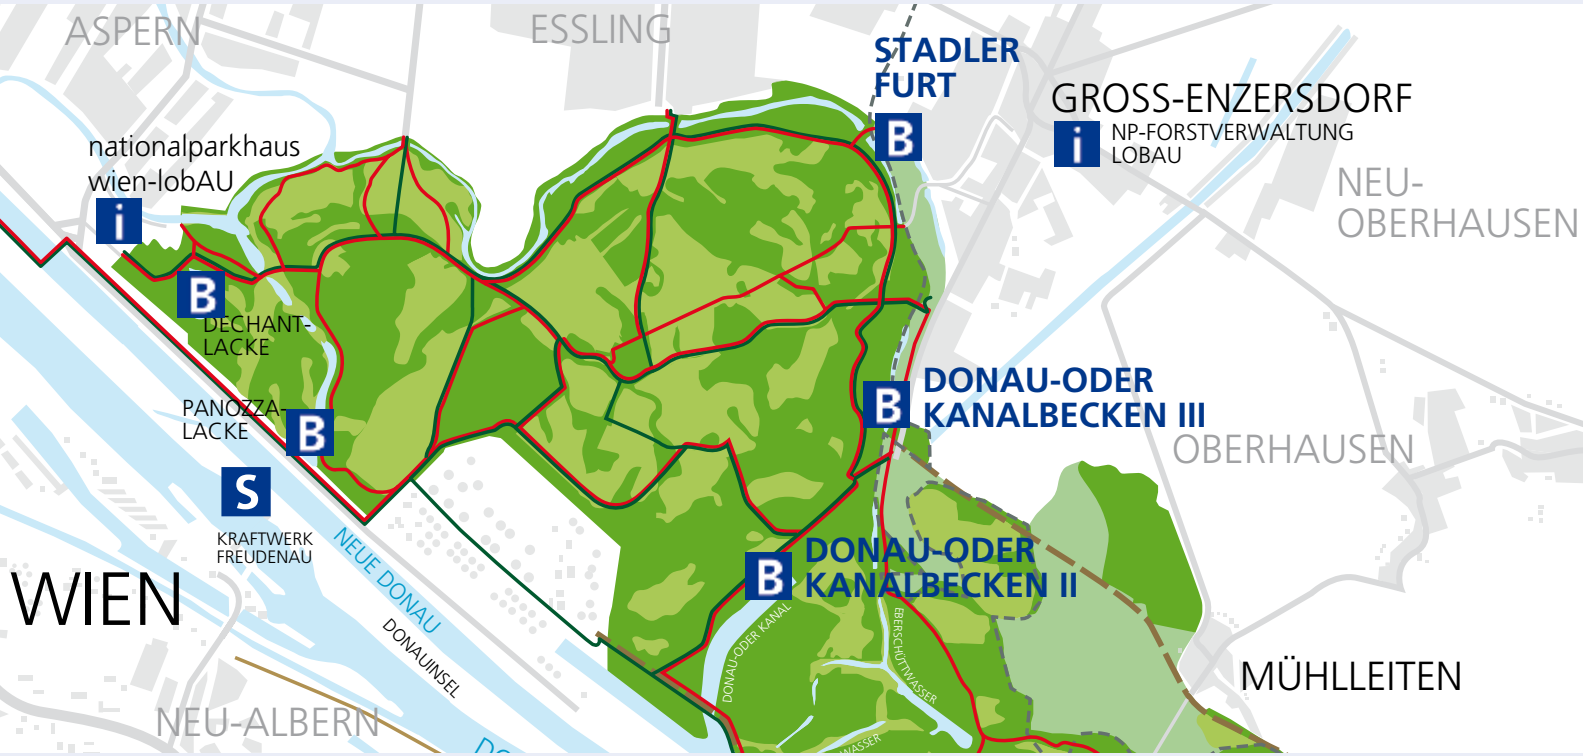 ASPERN
ESSLING
STADLER
FURT
B
GROSS-ENZERSDORF
i
NP-FORSTVERWALTUNG
LOBAU
nationalparkhaus
wien-lobAU
i
NEU-
OBERHAUSEN
B
DECHANT-
LACKE
PANOZZA-
LACKE
B
DONAU-ODER
KANALBECKEN III
B
OBERHAUSEN
S
KRAFTWERK
FREUDENAU
NEUE DONAU
DONAUINSEL
WIEN
DONAU-ODER
KANALBECKEN II
B
DONAU-ODER KANAL
EBERSCHÜTTWASSER
MÜHLLEITEN
NEU-ALBERN
DO
WASSER